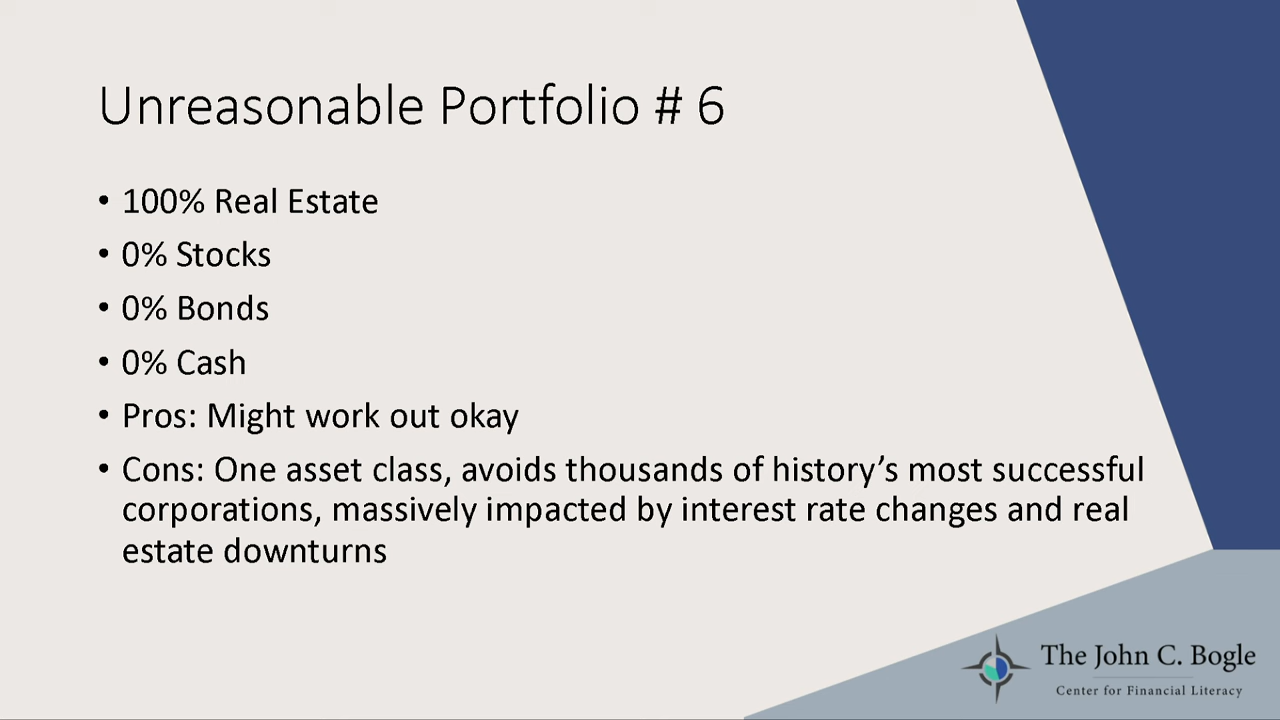 Unreasonable Portfolio # 6
• 100% Real Estate
• 0% Stocks
• 0% Bonds
• 0% Cash
• Pros: Might work out okay
• Cons: One asset class, avoids thousands of history’s most successful
corporations, massively impacted by interest rate changes and real
estate downturns
The John C. Bogle
Center for Financial Literacy